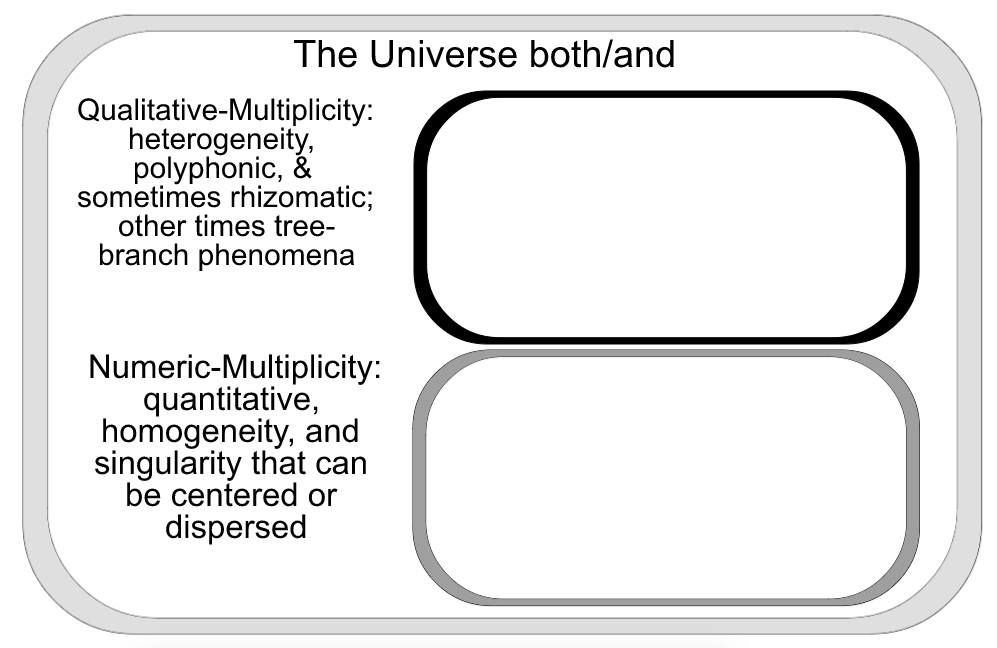 The Universe both/and
Qualitative-Multiplicity:
heterogeneity,
polyphonic, &
sometimes rhizomatic;
other times tree-
branch phenomena
Numeric-Multiplicity:
quantitative,
homogeneity, and
singularity that can
be centered or
dispersed